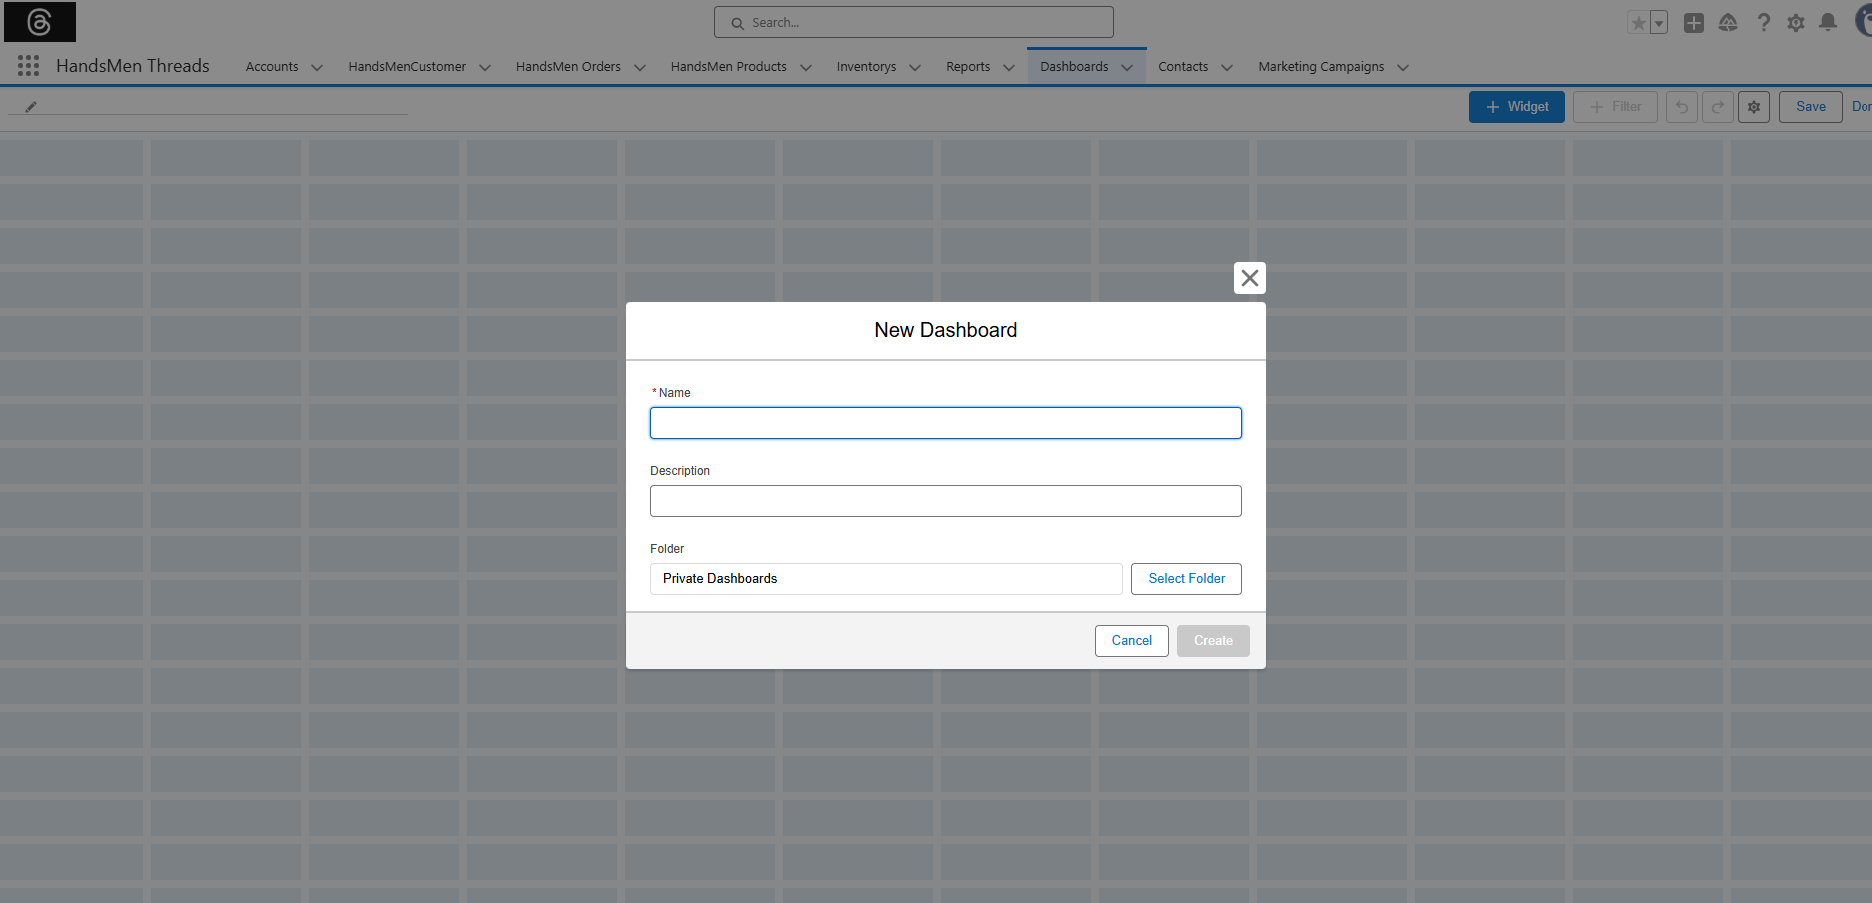 Search...
HandsMen Threads
Accounts
HandsMenCustomer
HandsMen Orders
HandsMen Products
Inventorys
Reports
Dashboards
Contacts
Marketing Campaigns
+ Widget
+ Filter
Save
New Dashboard
* Name
Description
Folder
Private Dashboards
Select Folder
Cancel
Create